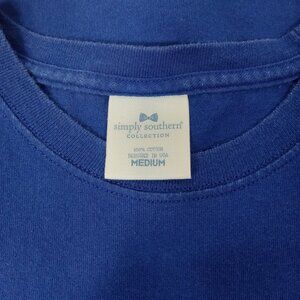 simply southern®
COLLECTION
100% COTTON
DESIGNED IN USA
MEDIUM